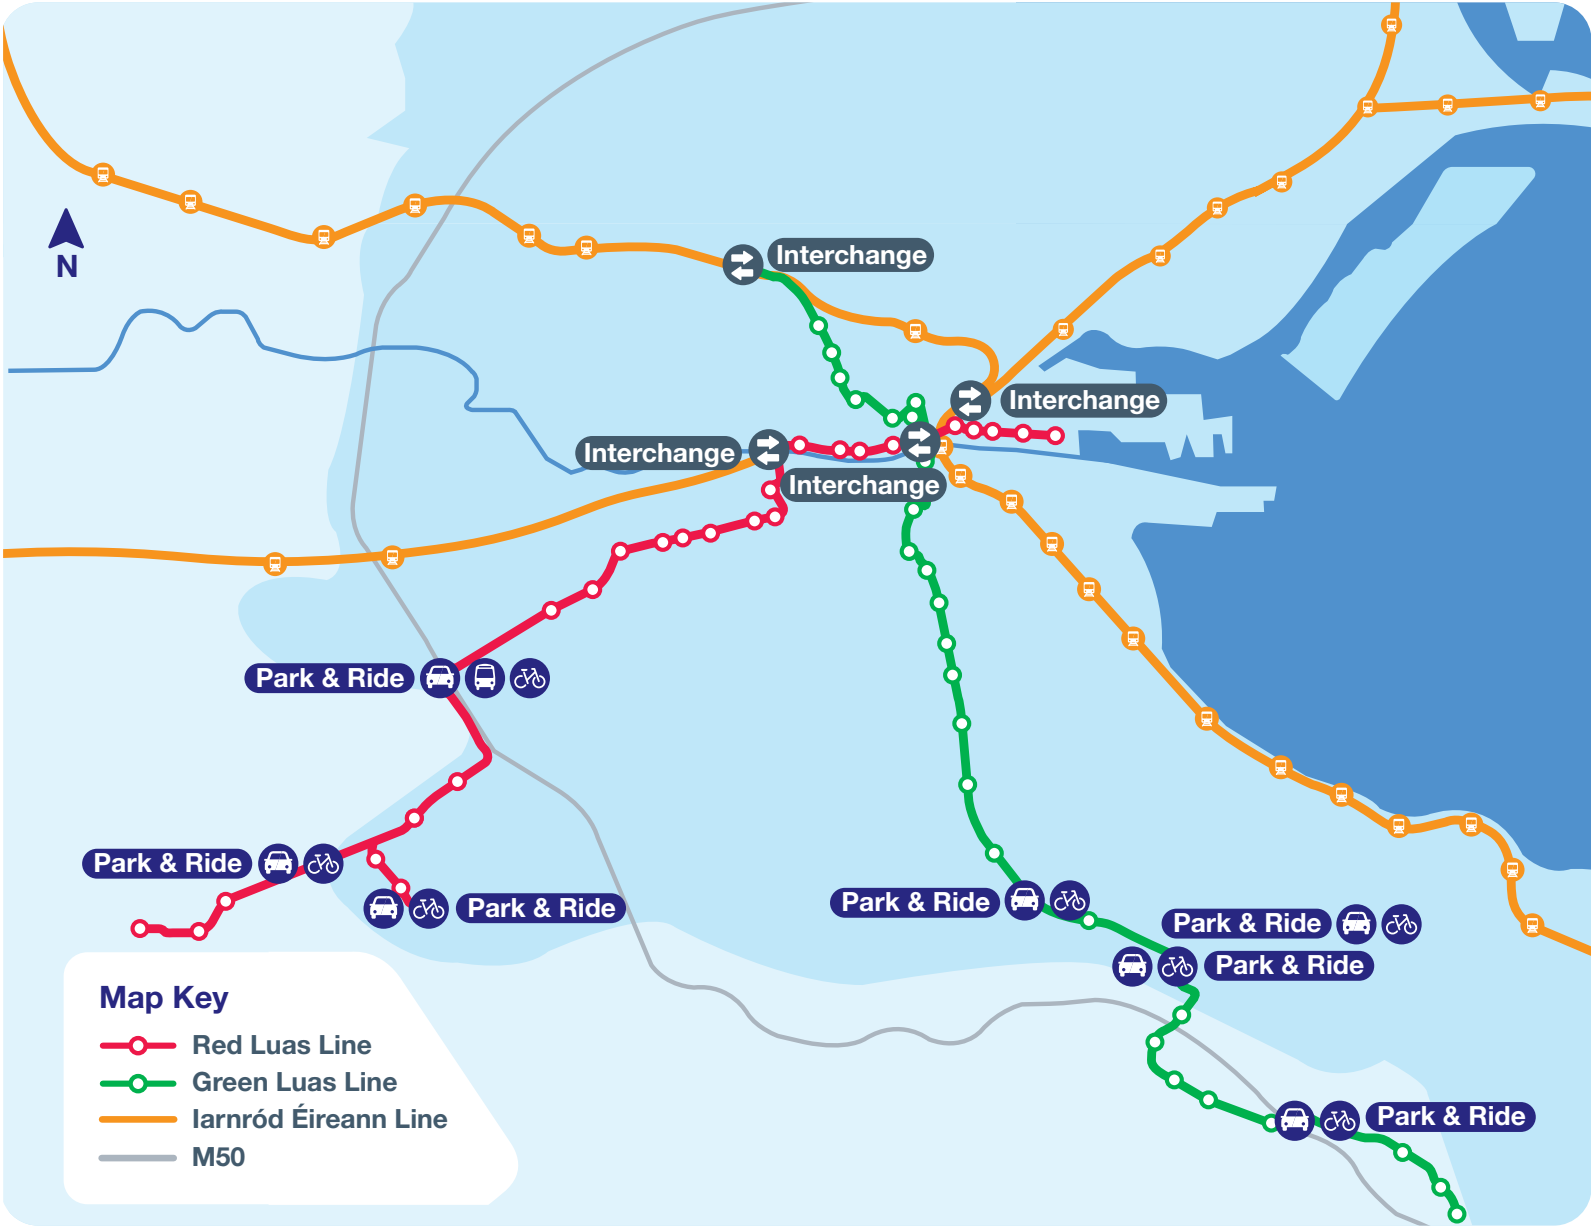 Interchange
N
Interchange
Interchange
Interchange
Park & Ride
Park & Ride
Park & Ride
Park & Ride
Park & Ride
Park & Ride
Park & Ride
Map Key
Red Luas Line
Green Luas Line
Iarnród Éireann Line
M50